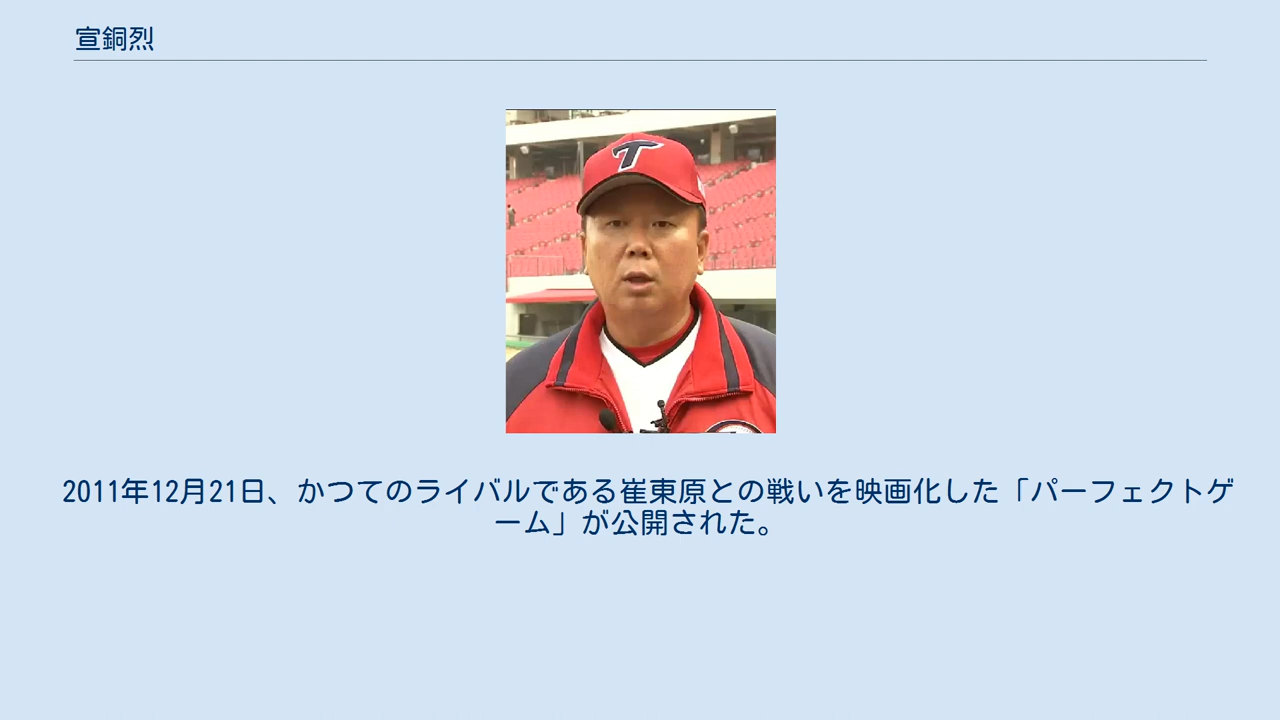 宣銅烈
T
2011年12月21日、かつてのライバルである崔東原との戦いを映画化した「パーフェクトゲ
ーム」が公開された。